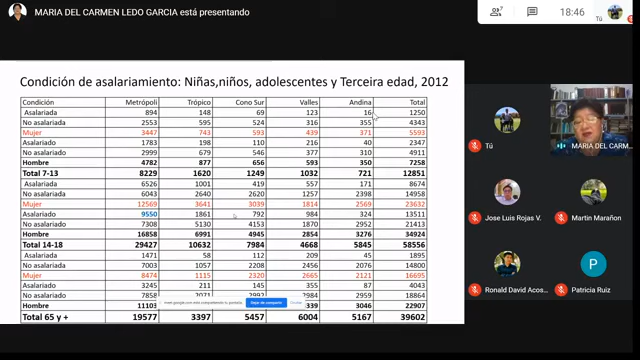 MARIA DEL CARMEN LEDO GARCIA está presentando
18:46
Tú
Condición de asalariamiento: Niñas,niños, adolescentes y Terceira edad, 2012
Condición Metrópoli Trópico Cono Sur Valles Andina Total
Asalariada 894 148 69 123 16 1250
No asalariada 2553 595 524 316 355 4343
Mujer 3447 743 593 439 371 5593
Asalariado 1783 198 110 216 40 2347
No asalariado 2999 679 546 377 310 4911
Hombre 4782 877 656 593 350 7258
Total 7-13 8229 1620 1249 1032 721 12851
Asalariada 6526 1001 419 557 171 8674
No asalariada 6043 2640 2620 1257 2398 14958
Mujer 12569 3641 3039 1814 2569 23632
Asalariado 9550 1861 792 984 324 13511
No asalariado 7308 5130 4153 1870 2952 21413
Hombre 16858 6991 4945 2854 3276 34924
Total 14-18 29427 10632 7984 4668 5845 58556
Asalariada 1471 58 112 209 45 1895
No asalariada 7003 1057 2208 2456 2076 14800
Mujer 8474 1115 2320 2665 2121 16695
Asalariado 3245 211 145 355 87 4043
No asalariado 7858 2071 2992 2984 2959 18864
Hombre 11103 339 3046 22907
Dejar de compartir
Total 65 y + 19577 3397 5457 6004 5167 39602
Tú
MARIA DEL CARM...
Jose Luis Rojas V.
Martin Marañon
Ronald David Acos...
P
Patricia Ruiz